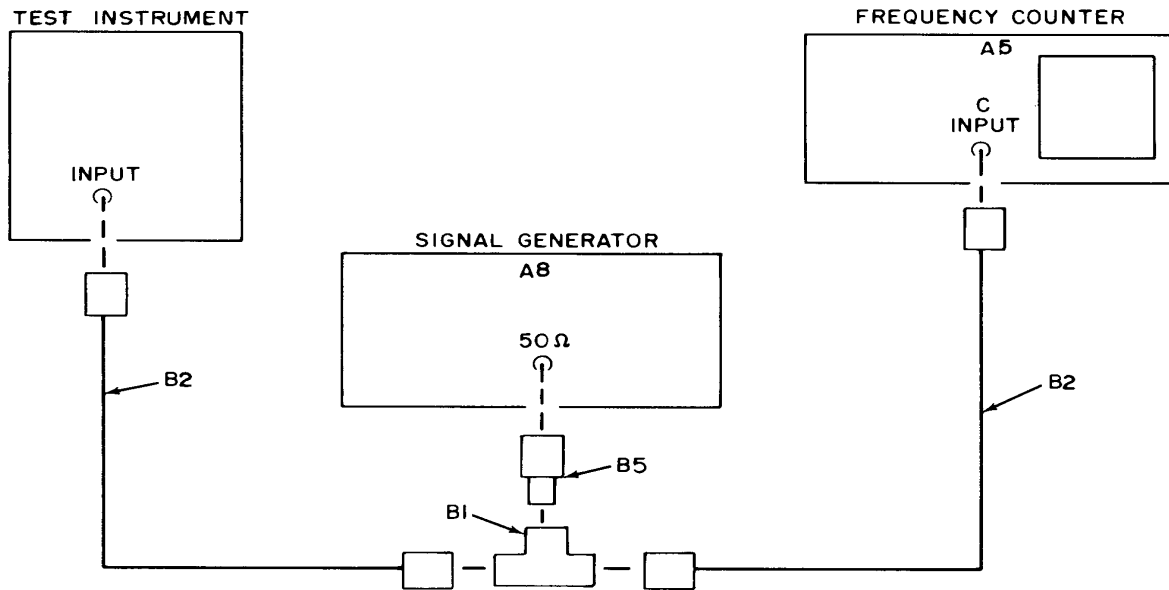 TEST INSTRUMENT
FREQUENCY COUNTER
A5
C
INPUT
INPUT
SIGNAL GENERATOR
A8
50Ω
B2
B2
B5
B1